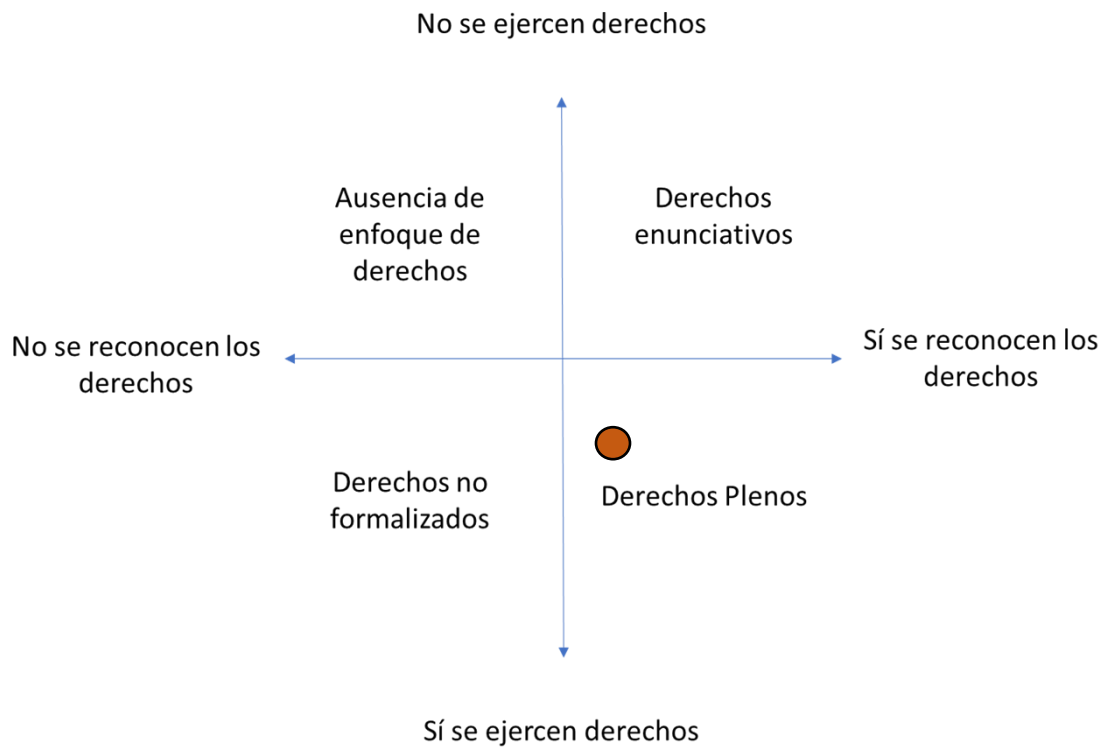 No se ejercen derechos
Ausencia de
enfoque de
derechos
Derechos
enunciativos
No se reconocen los
derechos
Sí se reconocen los
derechos
Derechos no
formalizados
Derechos Plenos
Sí se ejercen derechos